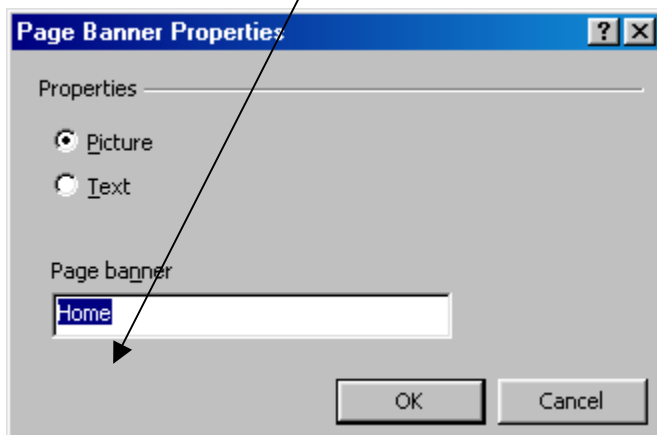 Page Banner Properties
Properties
Picture
Text
Page banner
Home
OK Cancel